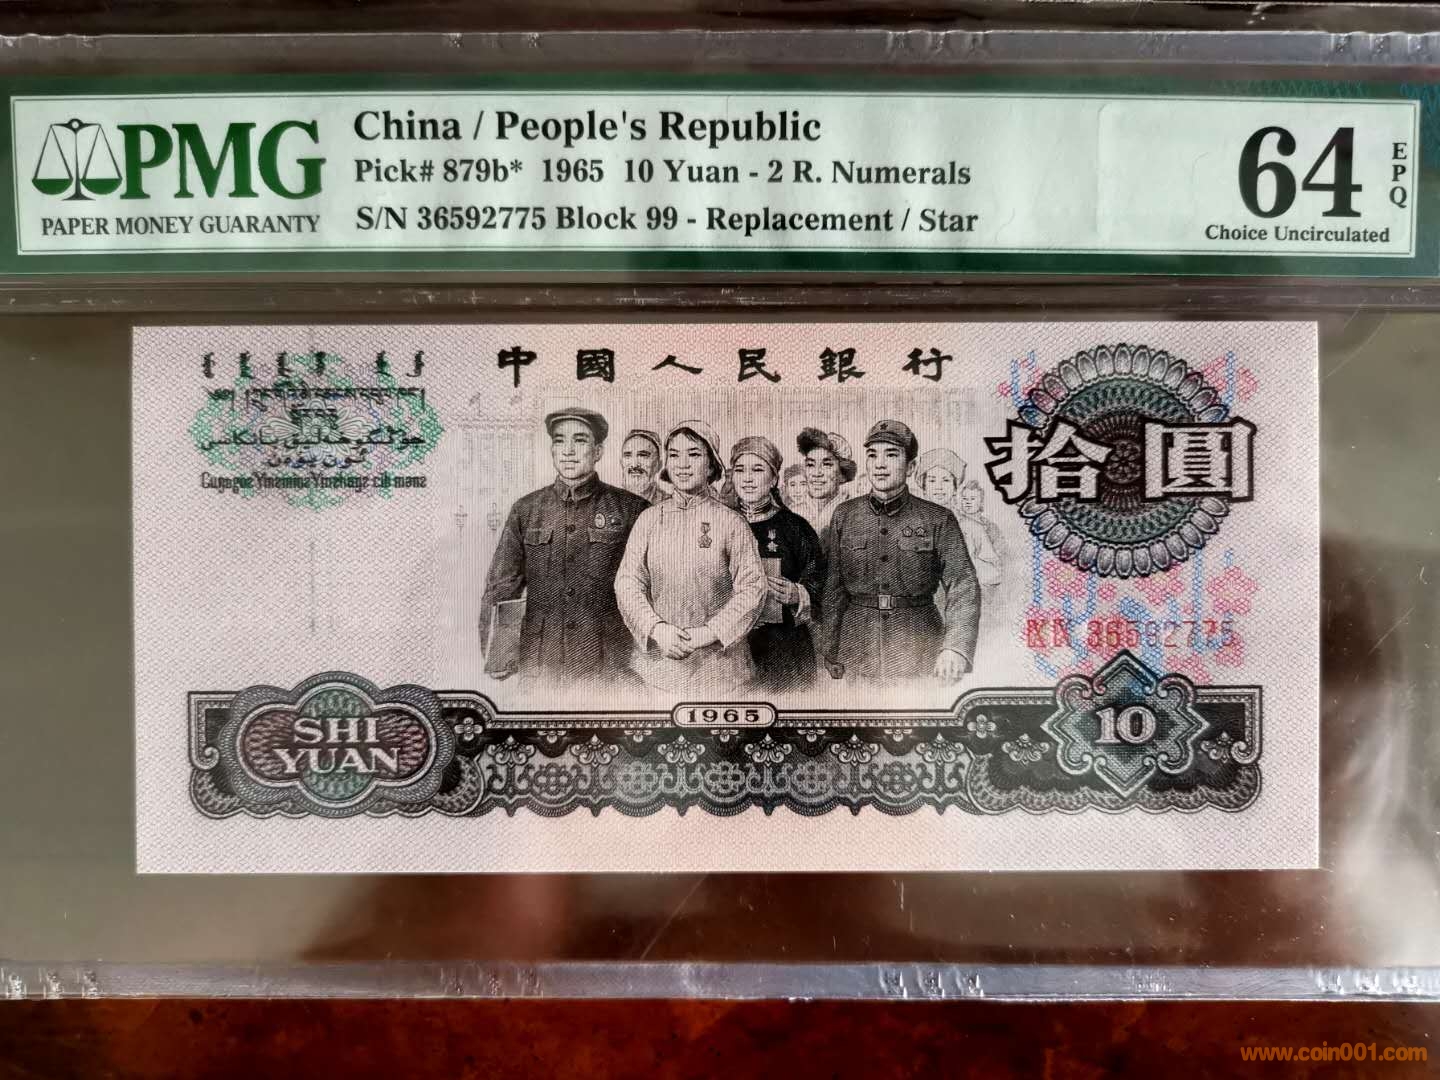 PMG
PAPER MONEY GUARANTY
China / People's Republic
Pick# 879b* 1965 10 Yuan - 2 R. Numerals
S/N 36592775 Block 99 - Replacement / Star
64
EPQ
Choice Uncirculated
中國人民銀行
拾圓
36592775
1965
SHI
YUAN
10
www.coin001.com